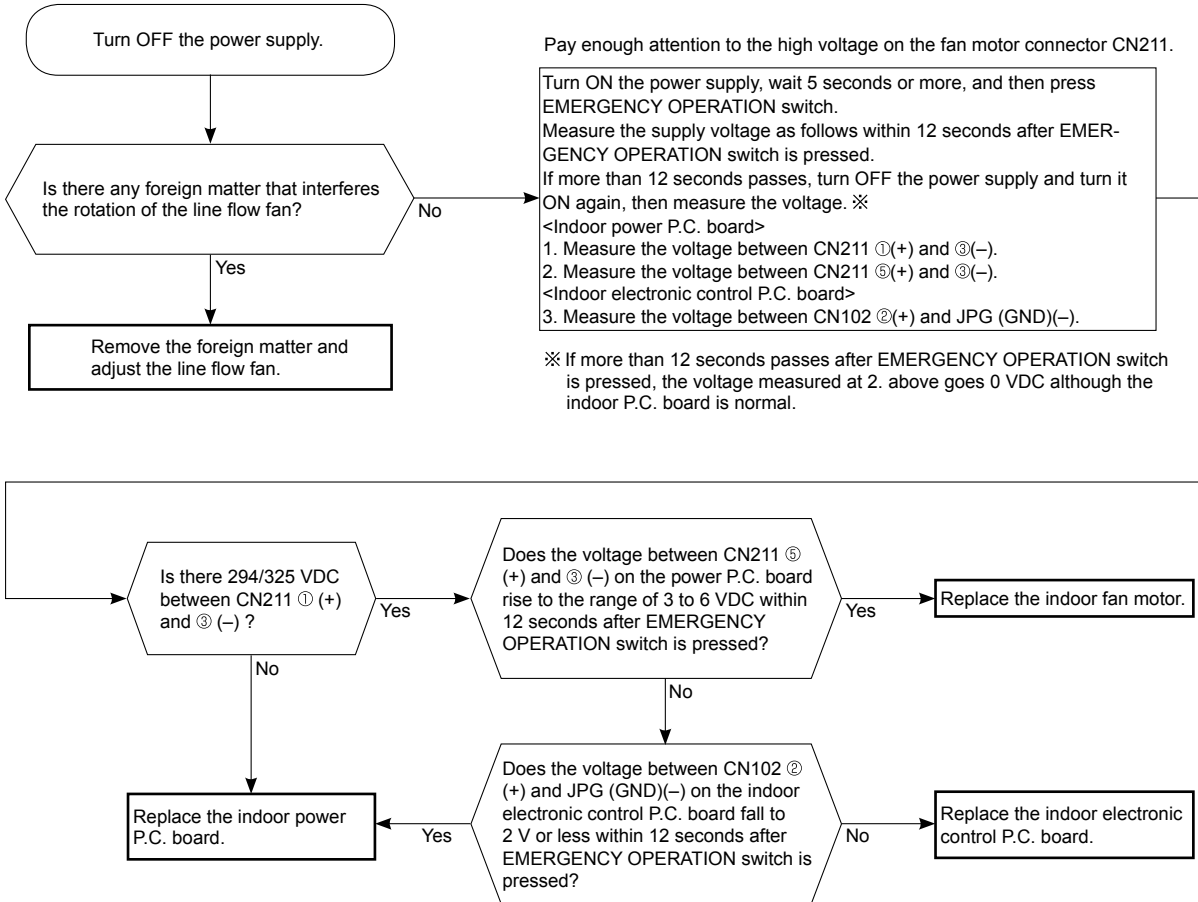 Turn OFF the power supply.
Is there any foreign matter that interferes
the rotation of the line flow fan?
No
Yes
Remove the foreign matter and
adjust the line flow fan.
Pay enough attention to the high voltage on the fan motor connector CN211.
Turn ON the power supply, wait 5 seconds or more, and then press
EMERGENCY OPERATION switch.
Measure the supply voltage as follows within 12 seconds after EMER-
GENCY OPERATION switch is pressed.
If more than 12 seconds passes, turn OFF the power supply and turn it
ON again, then measure the voltage. ※
<Indoor power P.C. board>
1. Measure the voltage between CN211 ①(+) and ③(–).
2. Measure the voltage between CN211 ⑤(+) and ③(–).
<Indoor electronic control P.C. board>
3. Measure the voltage between CN102 ②(+) and JPG (GND)(–).
※ If more than 12 seconds passes after EMERGENCY OPERATION switch
is pressed, the voltage measured at 2. above goes 0 VDC although the
indoor P.C. board is normal.
Is there 294/325 VDC
between CN211 ① (+)
and ③ (–) ?
Yes
No
Does the voltage between CN211 ⑤
(+) and ③ (–) on the power P.C. board
rise to the range of 3 to 6 VDC within
12 seconds after EMERGENCY
OPERATION switch is pressed?
Yes
No
Replace the indoor fan motor.
Replace the indoor power
P.C. board.
Yes
Does the voltage between CN102 ②
(+) and JPG (GND)(–) on the indoor
electronic control P.C. board fall to
2 V or less within 12 seconds after
EMERGENCY OPERATION switch is
pressed?
No
Replace the indoor electronic
control P.C. board.